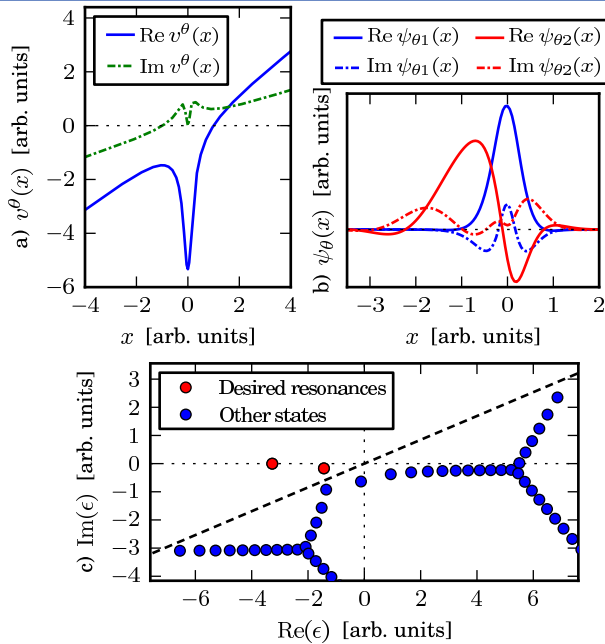 Re v^θ(x)
Im v^θ(x)
4
2
0
−2
−4
−6
a) v^θ(x) [arb. units]
−4 −2 0 2 4
x [arb. units]
Re ψ_θ1(x) Re ψ_θ2(x)
Im ψ_θ1(x) Im ψ_θ2(x)
b) ψ_θ(x) [arb. units]
−3 −2 −1 0 1 2
x [arb. units]
Desired resonances
Other states
3
2
1
0
−1
−2
−3
−4
c) Im(ϵ) [arb. units]
−6 −4 −2 0 2 4 6
Re(ϵ) [arb. units]